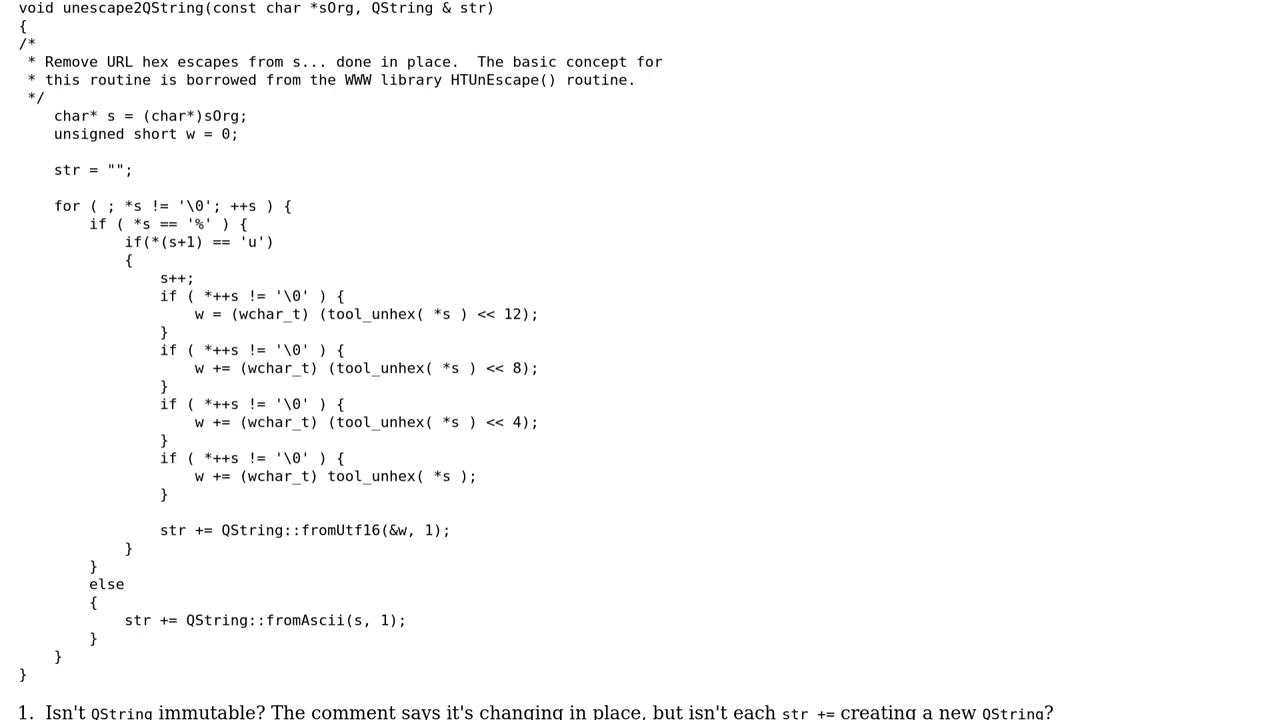 void unescape2QString(const char *sOrg, QString & str)
{
/*
 * Remove URL hex escapes from s... done in place.  The basic concept for
 * this routine is borrowed from the WWW library HTUnEscape() routine.
 */
    char* s = (char*)sOrg;
    unsigned short w = 0;

    str = "";

    for ( ; *s != '\0'; ++s ) {
        if ( *s == '%' ) {
            if(*(s+1) == 'u')
            {
                s++;
                if ( *++s != '\0' ) {
                    w = (wchar_t) (tool_unhex( *s ) << 12);
                }
                if ( *++s != '\0' ) {
                    w += (wchar_t) (tool_unhex( *s ) << 8);
                }
                if ( *++s != '\0' ) {
                    w += (wchar_t) (tool_unhex( *s ) << 4);
                }
                if ( *++s != '\0' ) {
                    w += (wchar_t) tool_unhex( *s );
                }

                str += QString::fromUtf16(&w, 1);
            }
        }
        else
        {
            str += QString::fromAscii(s, 1);
        }
    }
}
1. Isn't QString immutable? The comment says it's changing in place, but isn't each str += creating a new QString?